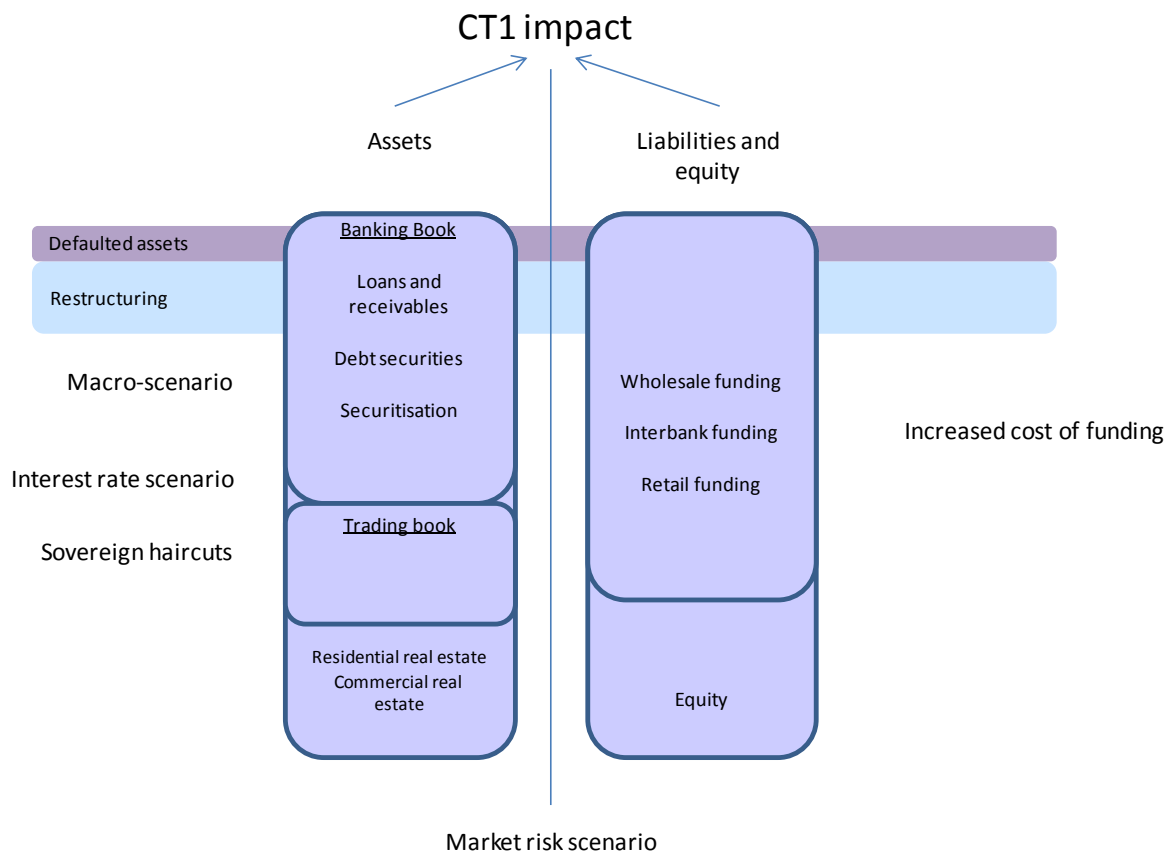 CT1 impact
Assets
Liabilities and
equity
Banking Book
Defaulted assets
Loans and
receivables
Restructuring
Debt securities
Macro-scenario
Wholesale funding
Securitisation
Interbank funding
Increased cost of funding
Interest rate scenario
Retail funding
Trading book
Sovereign haircuts
Residential real estate
Commercial real
estate
Equity
Market risk scenario